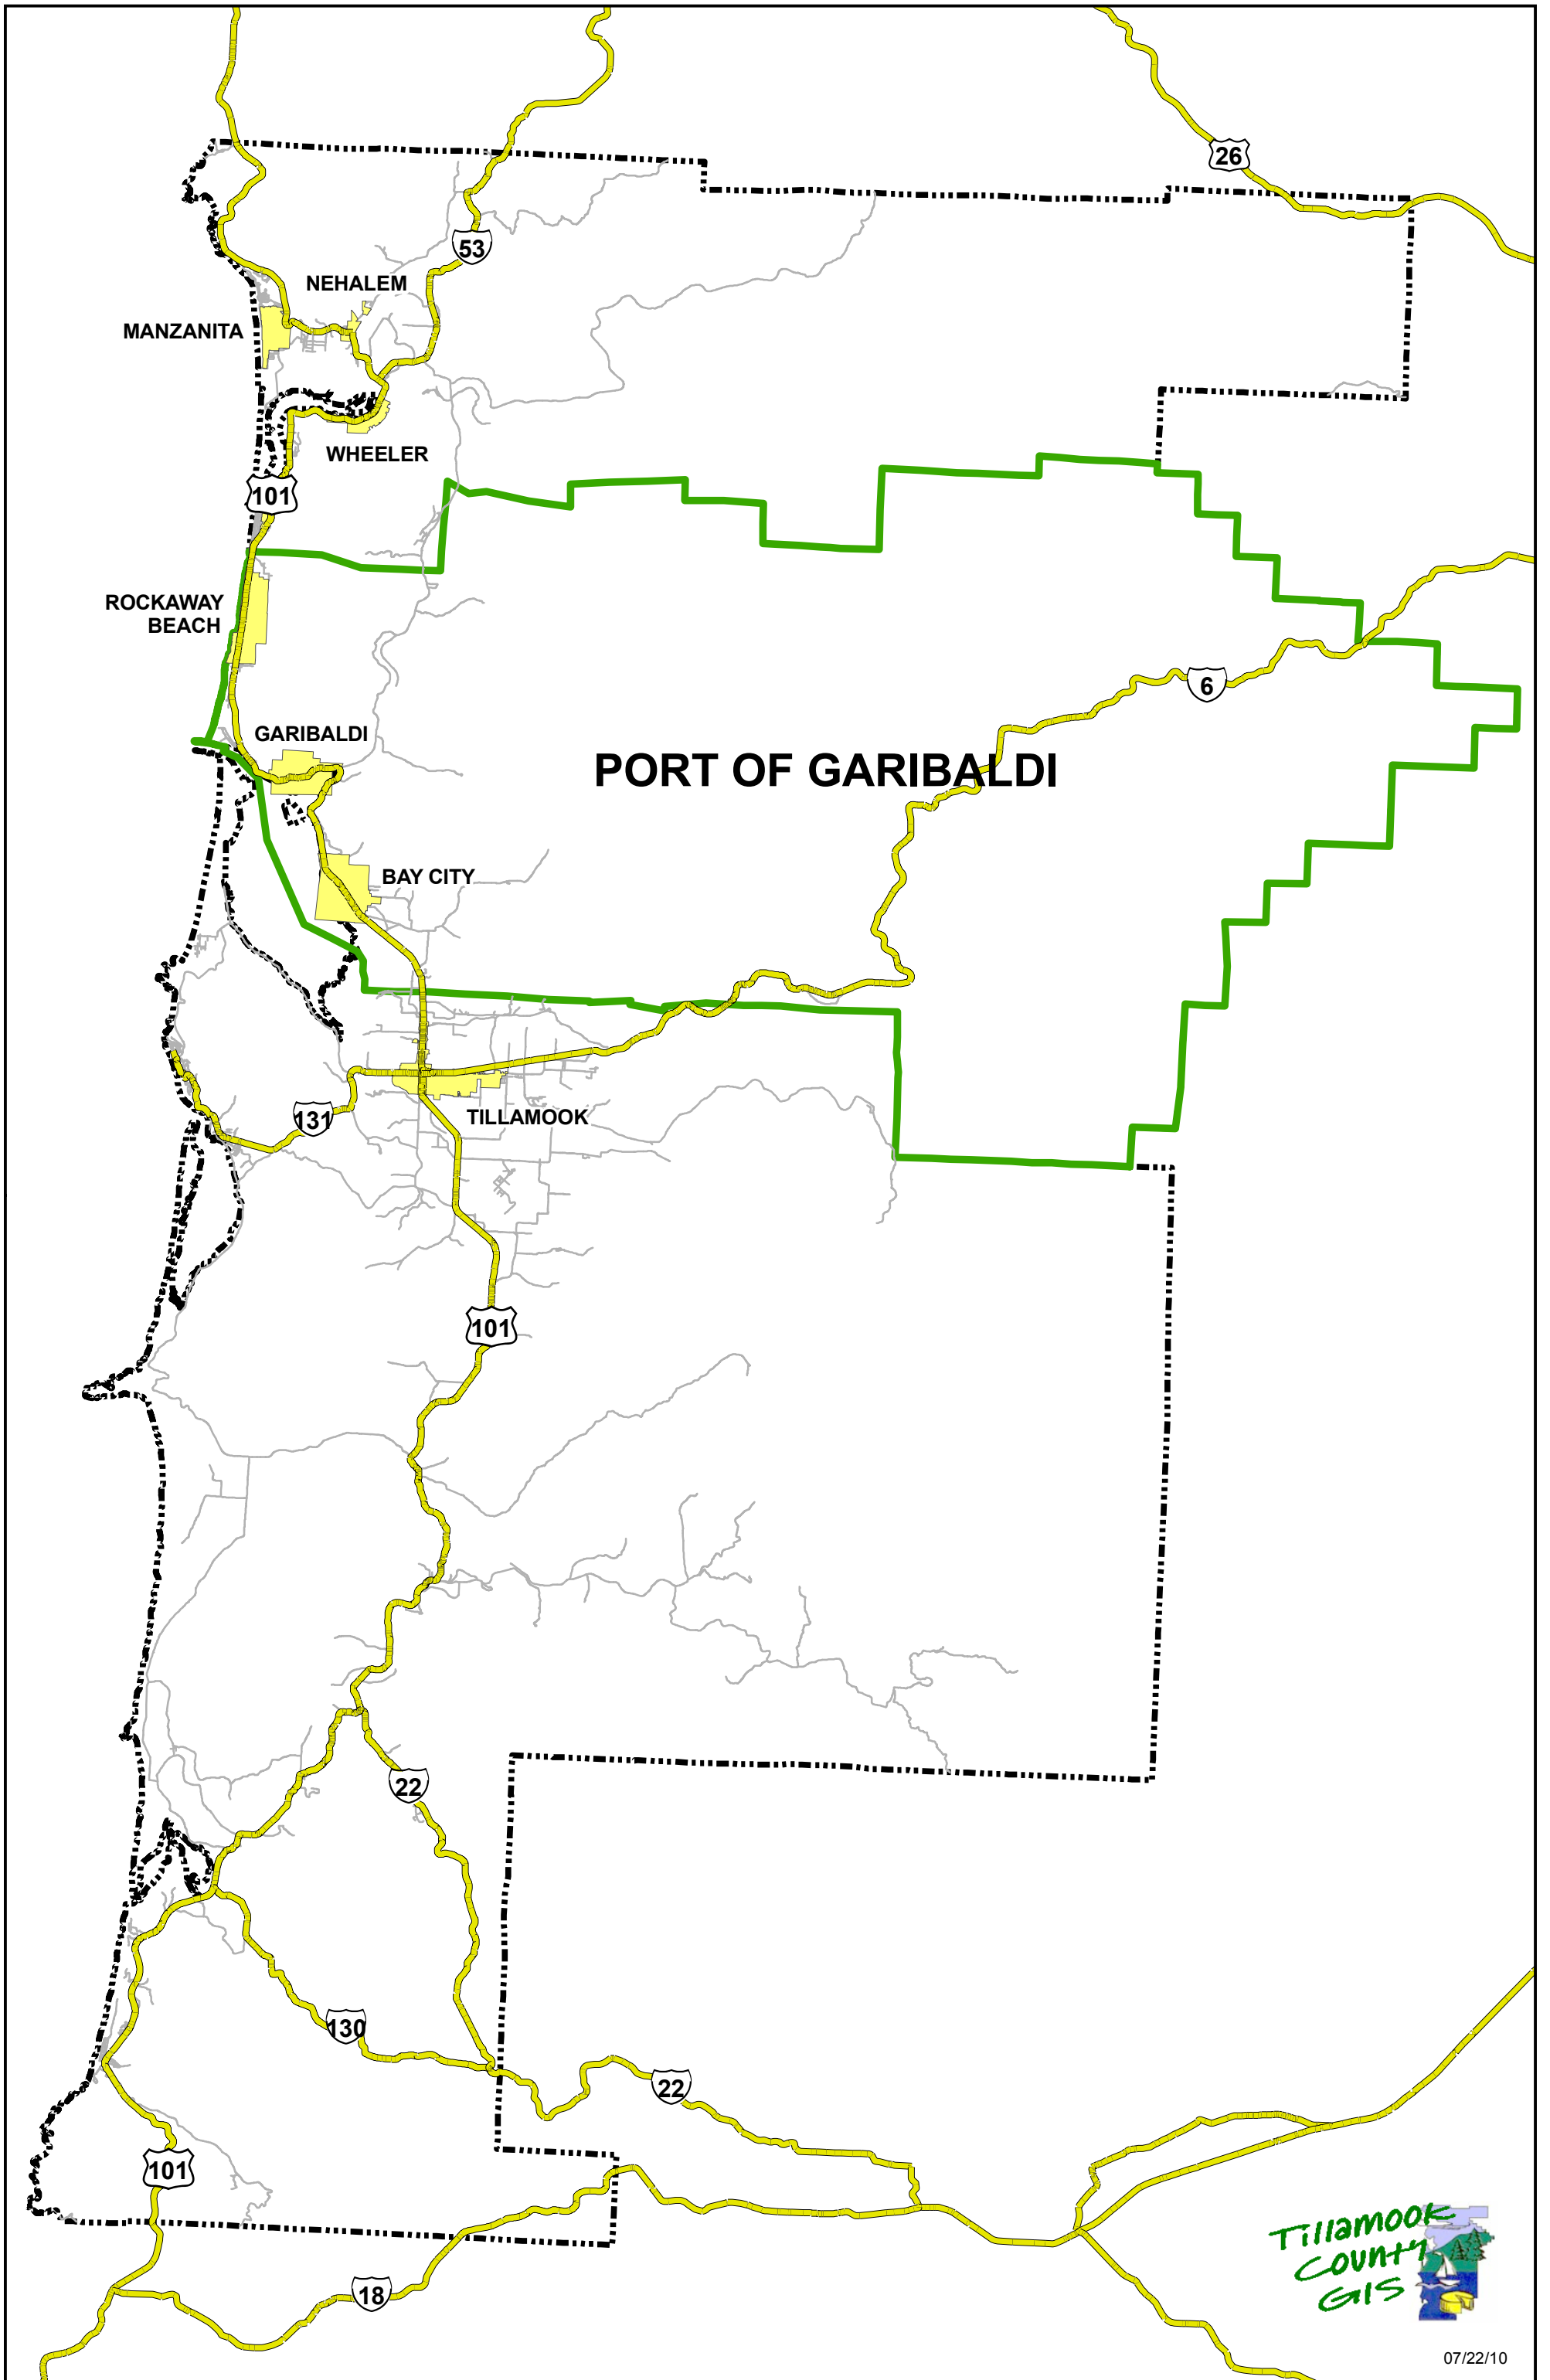 26
53
NEHALEM
MANZANITA
WHEELER
101
ROCKAWAY
BEACH
6
GARIBALDI
PORT OF GARIBALDI
BAY CITY
131
TILLAMOOK
101
22
130
22
101
18
Tillamook
County
GIS
07/22/10